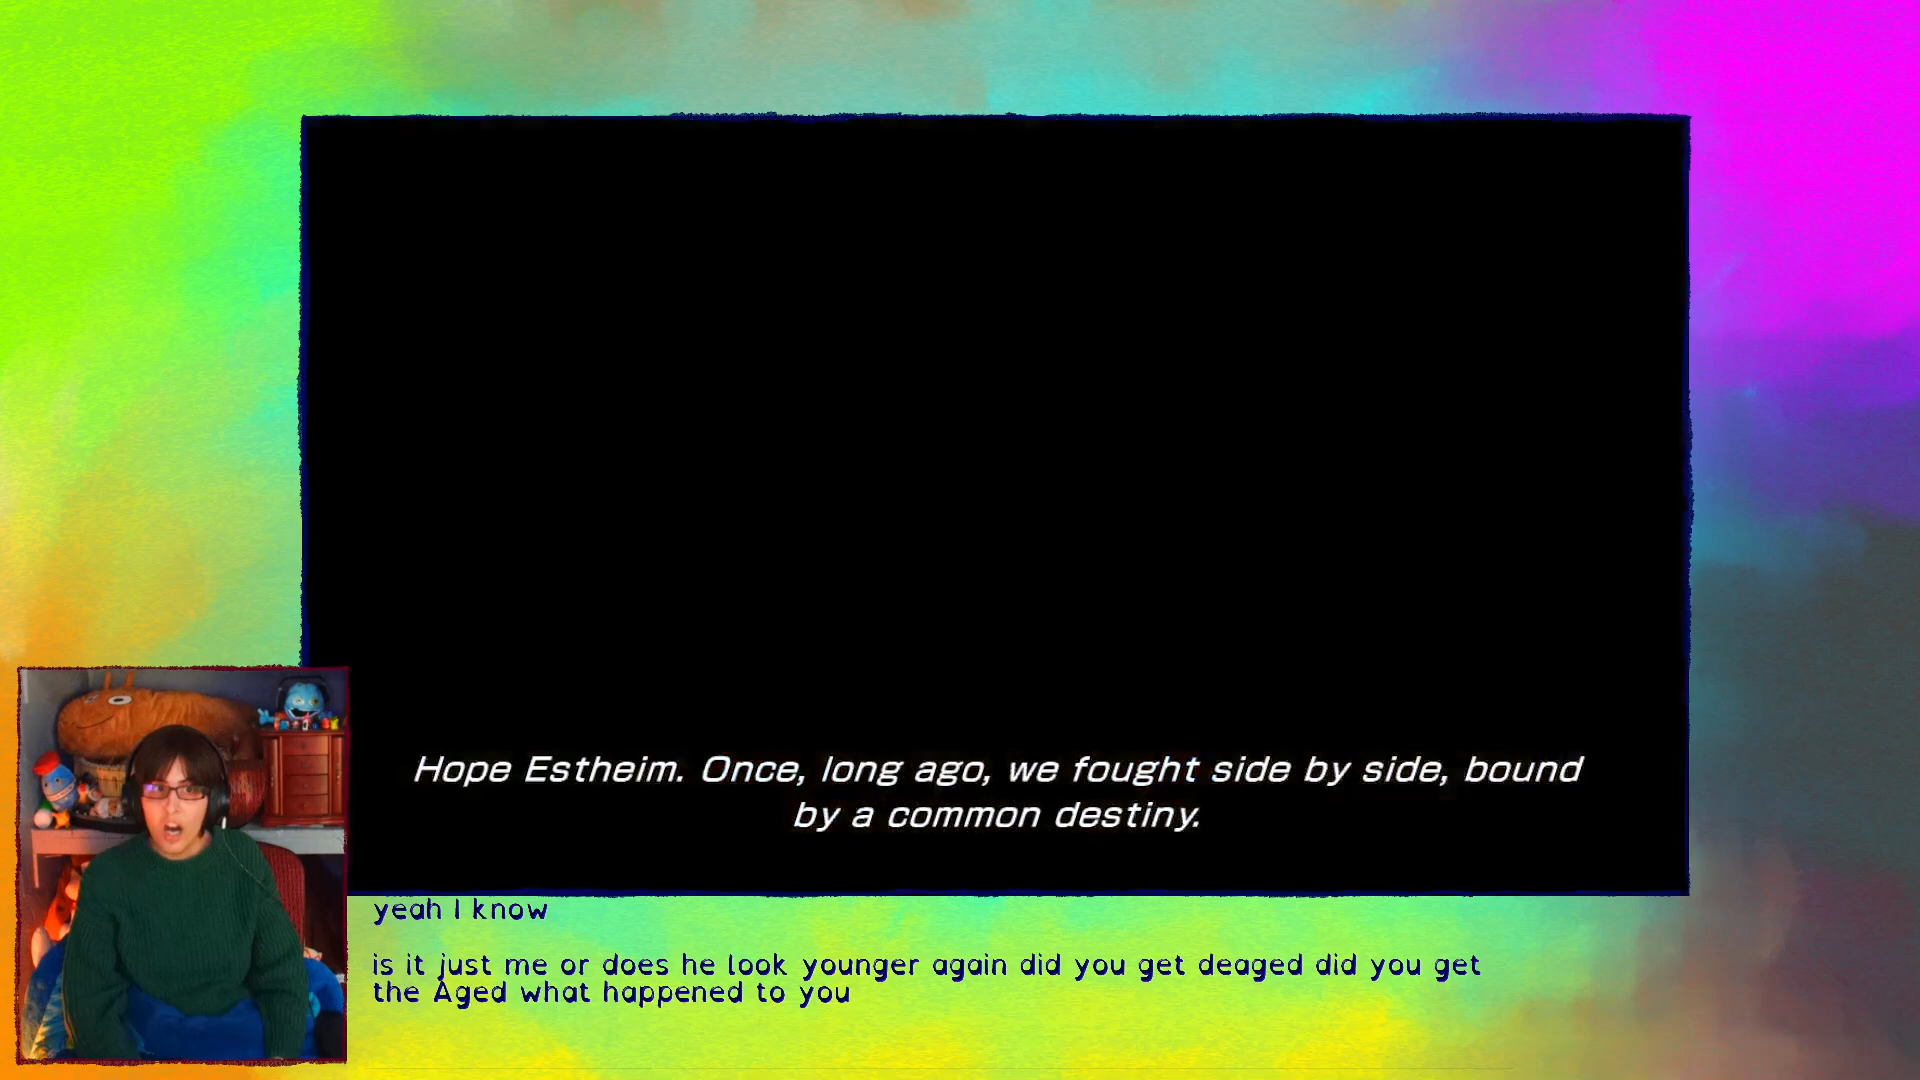 Hope Estheim. Once, long ago, we fought side by side, bound
by a common destiny.
yeah I know
is it just me or does he look younger again did you get deaged did you get
the Aged what happened to you